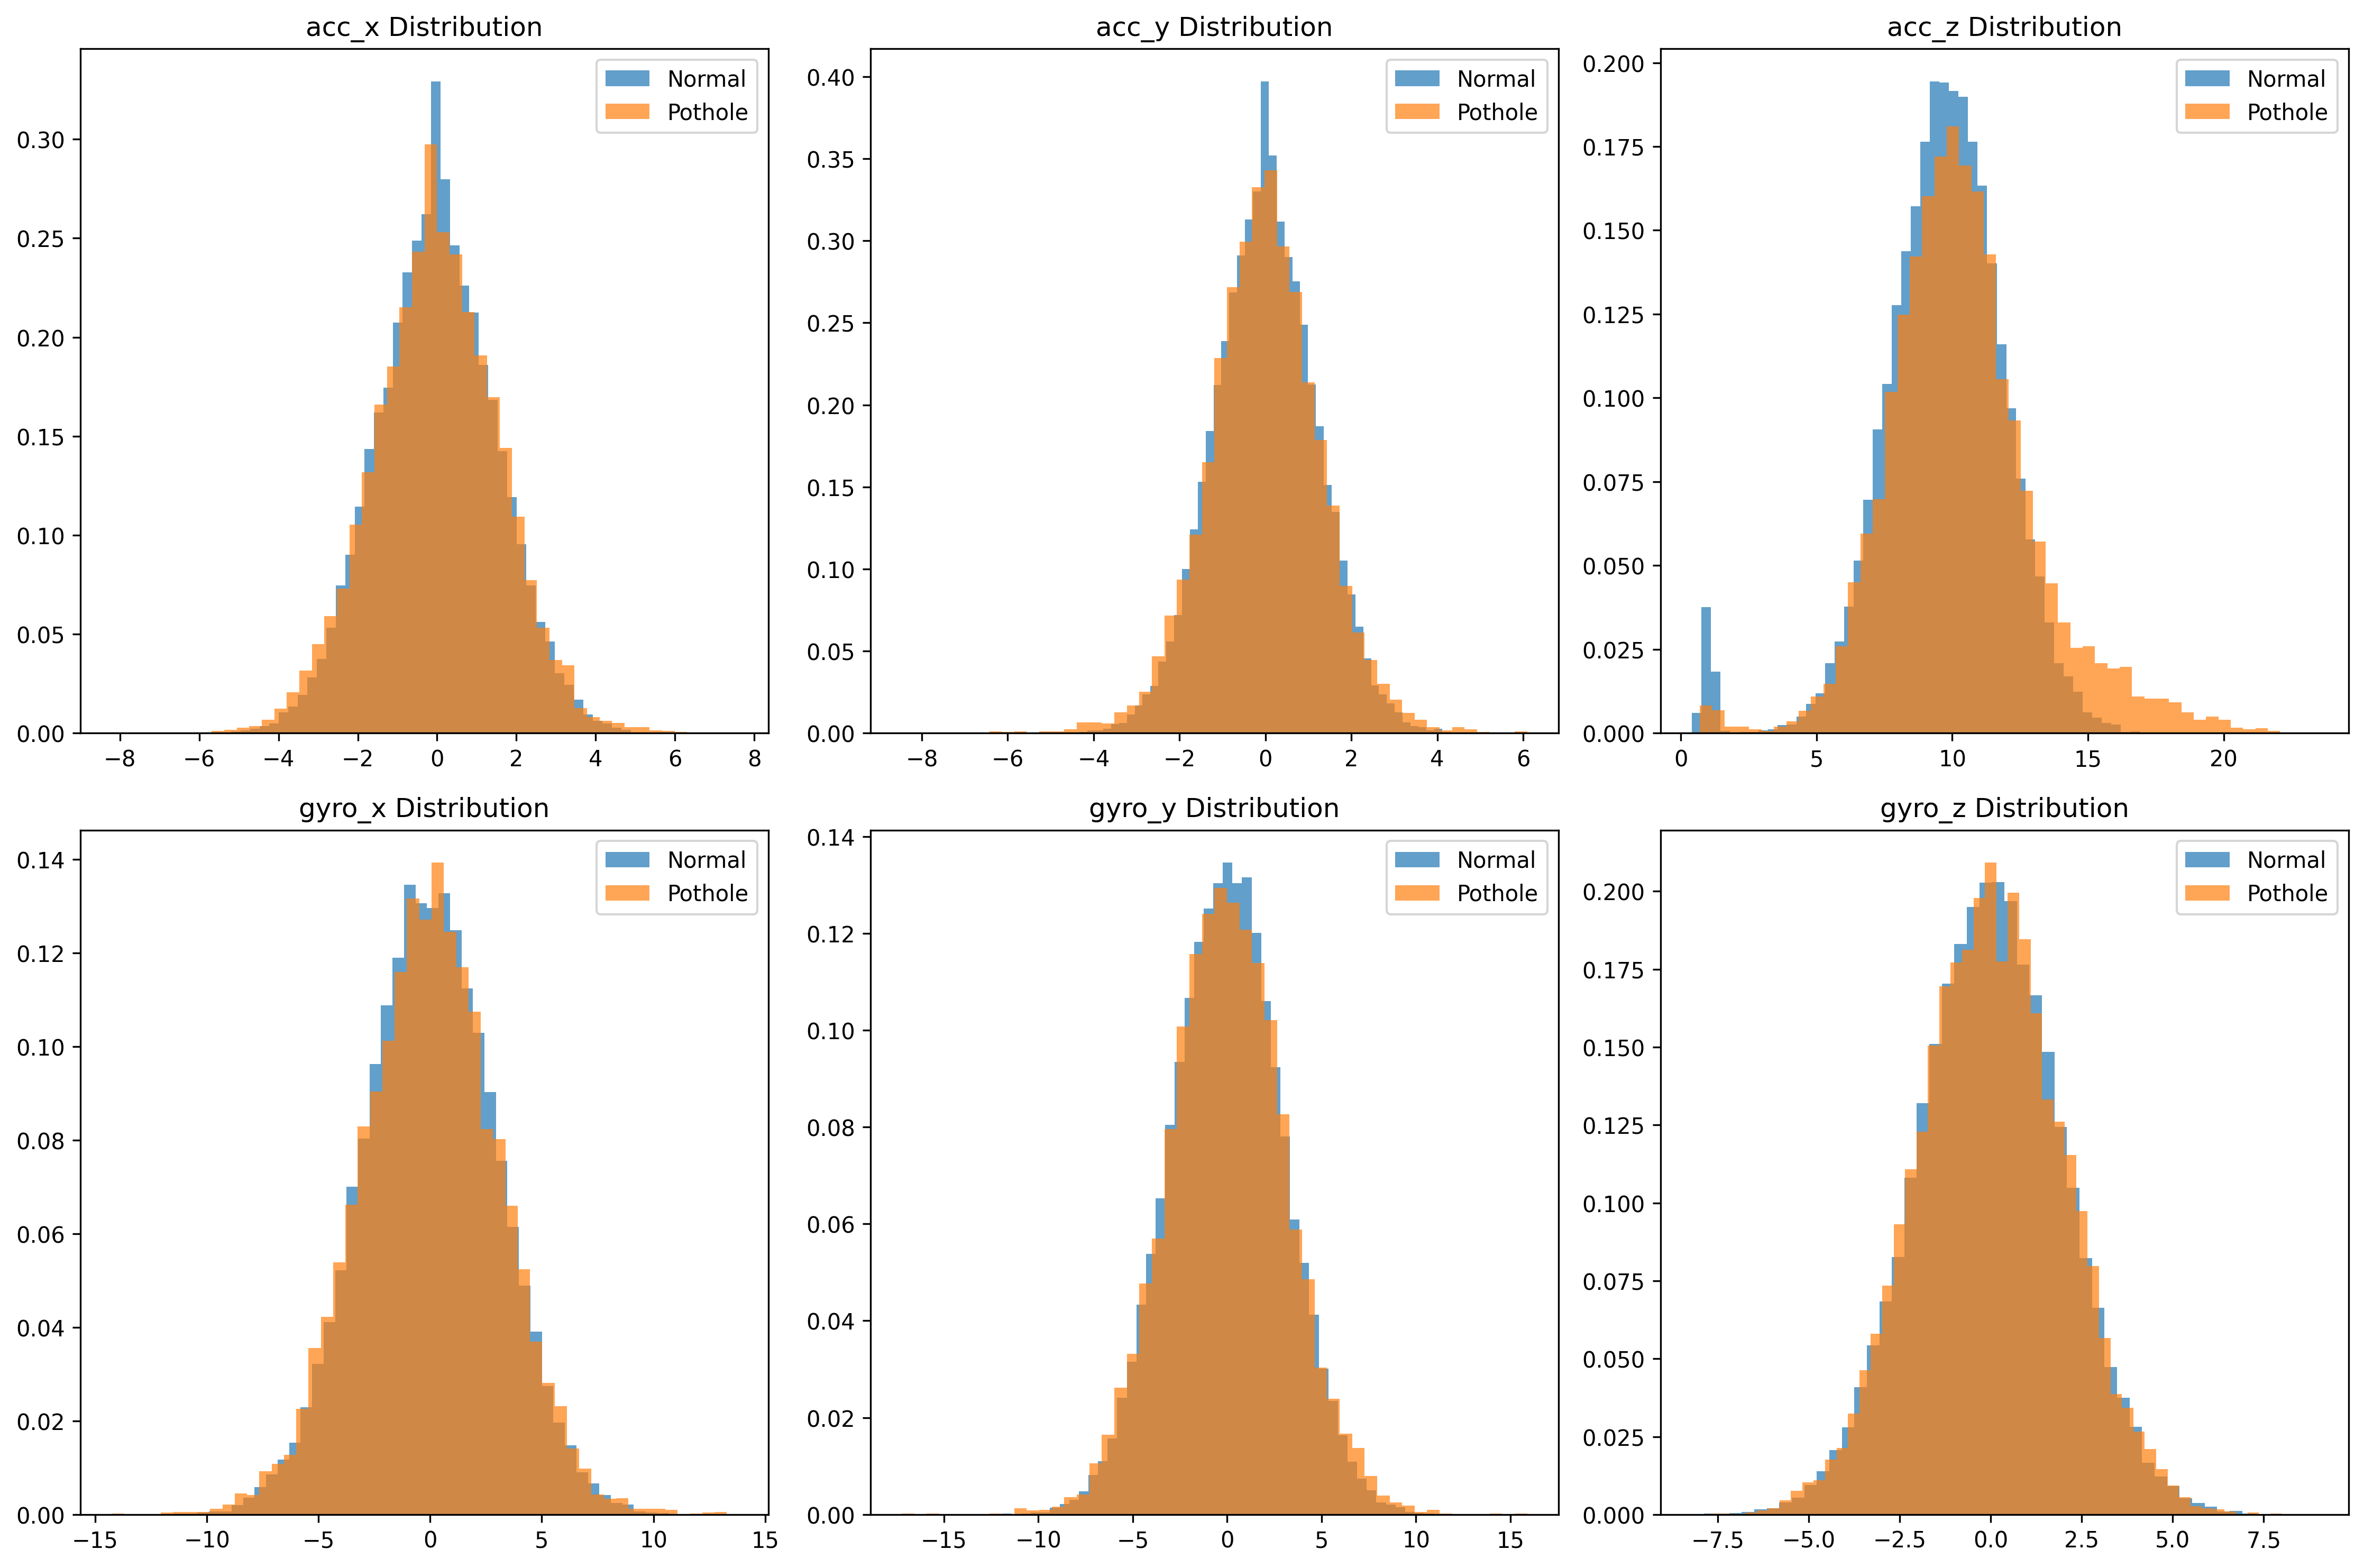 acc_x Distribution
Normal
Pothole
0.30
0.25
0.20
0.15
0.10
0.05
0.00
−8 −6 −4 −2 0 2 4 6 8
acc_y Distribution
Normal
Pothole
0.40
0.35
0.30
0.25
0.20
0.15
0.10
0.05
0.00
−8 −6 −4 −2 0 2 4 6
acc_z Distribution
Normal
Pothole
0.200
0.175
0.150
0.125
0.100
0.075
0.050
0.025
0.000
0 5 10 15 20
gyro_x Distribution
Normal
Pothole
0.14
0.12
0.10
0.08
0.06
0.04
0.02
0.00
−15 −10 −5 0 5 10 15
gyro_y Distribution
Normal
Pothole
0.14
0.12
0.10
0.08
0.06
0.04
0.02
0.00
−15 −10 −5 0 5 10 15
gyro_z Distribution
Normal
Pothole
0.200
0.175
0.150
0.125
0.100
0.075
0.050
0.025
0.000
−7.5 −5.0 −2.5 0.0 2.5 5.0 7.5